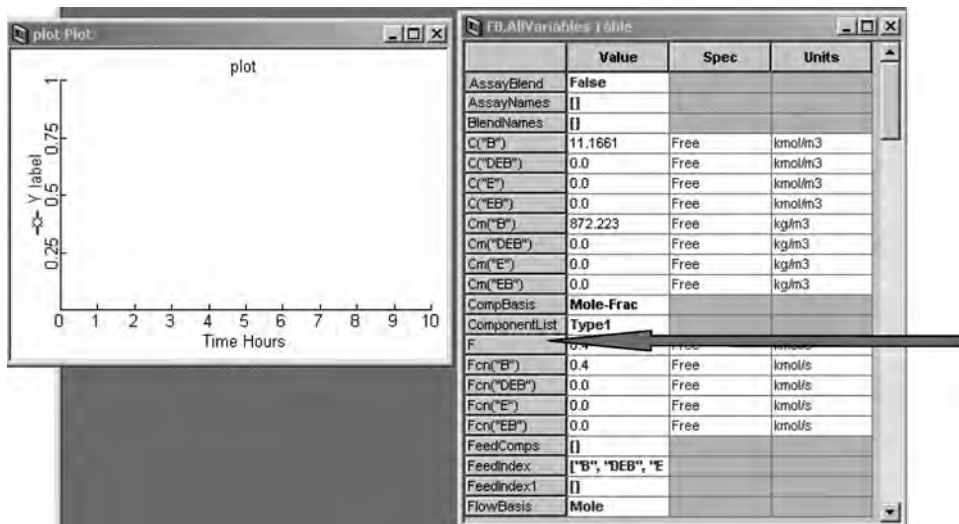 plot Plot
plot
Y label
0.25
0.5
0.75
1
0 1 2 3 4 5 6 7 8 9 10
Time Hours
FB.AllVariables Table
Value Spec Units
AssayBlend False
AssayNames []
BlendNames []
C("B") 11.1661 Free kmol/m3
C("DEB") 0.0 Free kmol/m3
C("E") 0.0 Free kmol/m3
C("EB") 0.0 Free kmol/m3
Cm("B") 872.223 Free kg/m3
Cm("DEB") 0.0 Free kg/m3
Cm("E") 0.0 Free kg/m3
Cm("EB") 0.0 Free kg/m3
CompBasis Mole-Frac
ComponentList Type1
F 0.4 Free kmol/s
Fcn("B") 0.4 Free kmol/s
Fcn("DEB") 0.0 Free kmol/s
Fcn("E") 0.0 Free kmol/s
Fcn("EB") 0.0 Free kmol/s
FeedComps []
FeedIndex ["B", "DEB", "E
FeedIndex1 []
FlowBasis Mole